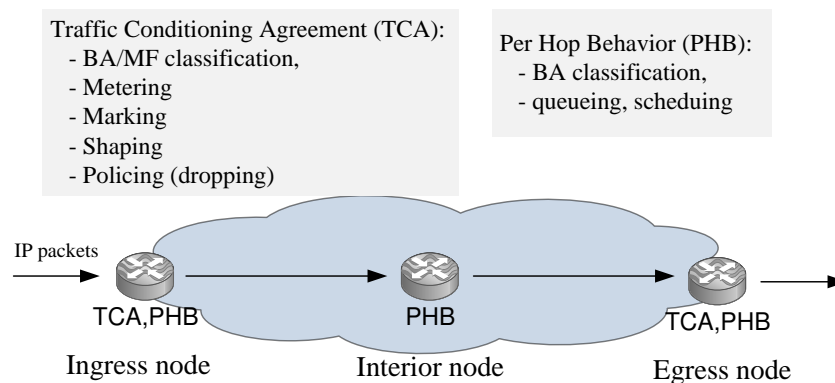 Traffic Conditioning Agreement (TCA):
- BA/MF classification,
- Metering
- Marking
- Shaping
- Policing (dropping)
Per Hop Behavior (PHB):
- BA classification,
- queueing, scheduing
IP packets
TCA,PHB
PHB
TCA,PHB
Ingress node
Interior node
Egress node